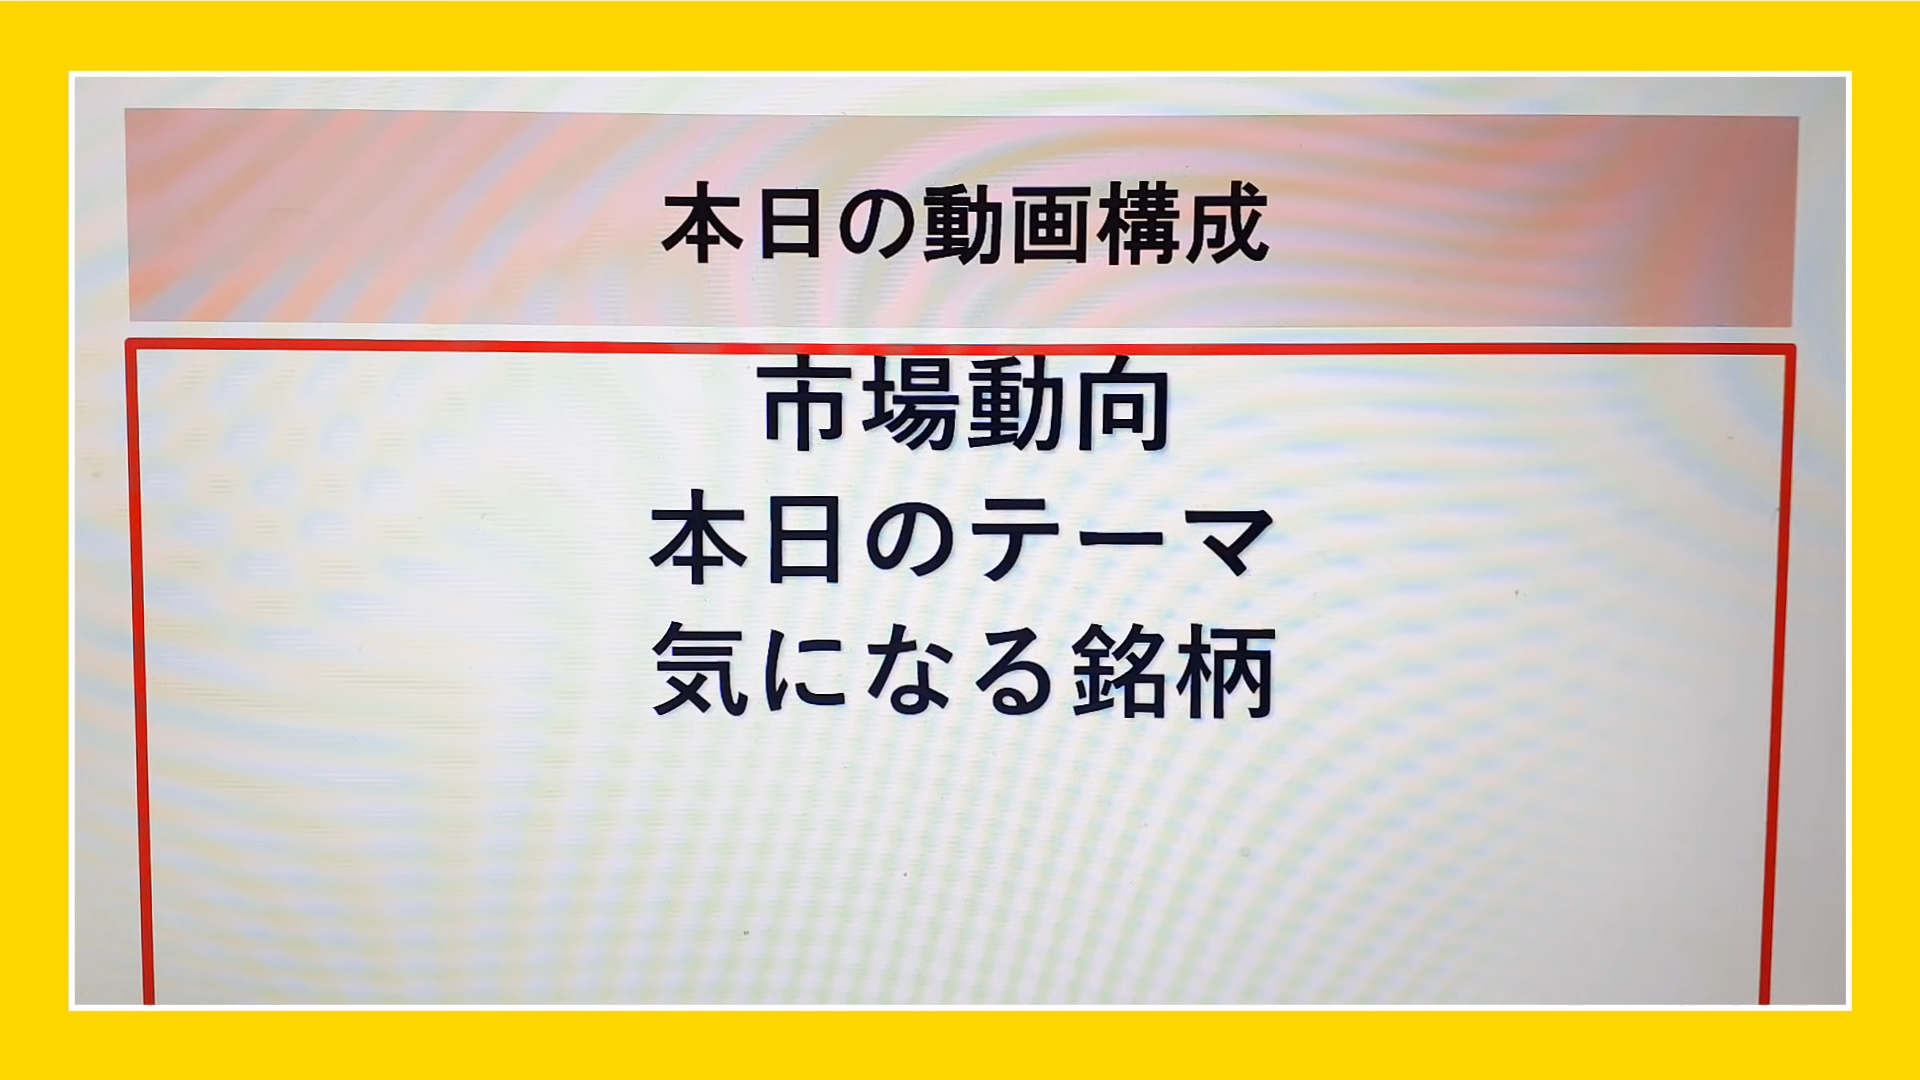 本日の動画構成
市場動向
本日のテーマ
気になる銘柄